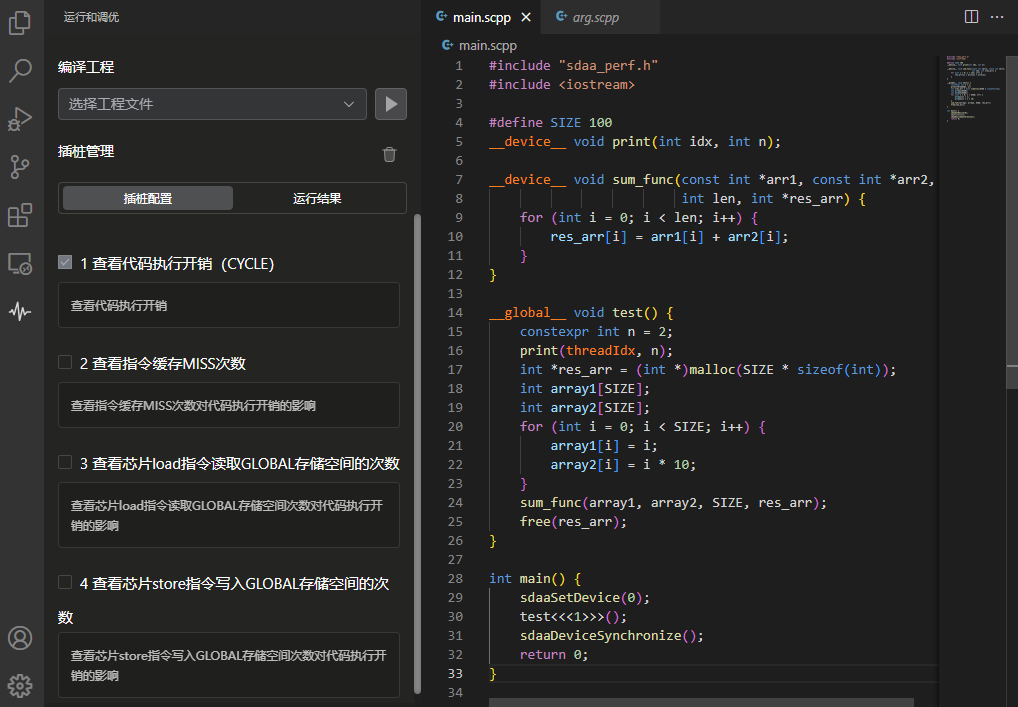 运行和调优
编译工程
选择工程文件
插桩管理
插桩配置
运行结果
1 查看代码执行开销（CYCLE）
查看代码执行开销
2 查看指令缓存MISS次数
查看指令缓存MISS次数对代码执行开销的影响
3 查看芯片load指令读取GLOBAL存储空间的次数
查看芯片load指令读取GLOBAL存储空间次数对代码执行开
销的影响
4 查看芯片store指令写入GLOBAL存储空间的次
数
查看芯片store指令写入GLOBAL存储空间次数对代码执行开
销的影响
main.scpp
arg.scpp
main.scpp
1 #include "sdaa_perf.h"
2 #include <iostream>
3
4 #define SIZE 100
5 __device__ void print(int idx, int n);
6
7 __device__ void sum_func(const int *arr1, const int *arr2,
8 int len, int *res_arr) {
9 for (int i = 0; i < len; i++) {
10 res_arr[i] = arr1[i] + arr2[i];
11 }
12 }
13
14 __global__ void test() {
15 constexpr int n = 2;
16 print(threadIdx, n);
17 int *res_arr = (int *)malloc(SIZE * sizeof(int));
18 int array1[SIZE];
19 int array2[SIZE];
20 for (int i = 0; i < SIZE; i++) {
21 array1[i] = i;
22 array2[i] = i * 10;
23 }
24 sum_func(array1, array2, SIZE, res_arr);
25 free(res_arr);
26 }
27
28 int main() {
29 sdaaSetDevice(0);
30 test<<<1>>>();
31 sdaaDeviceSynchronize();
32 return 0;
33 }
34